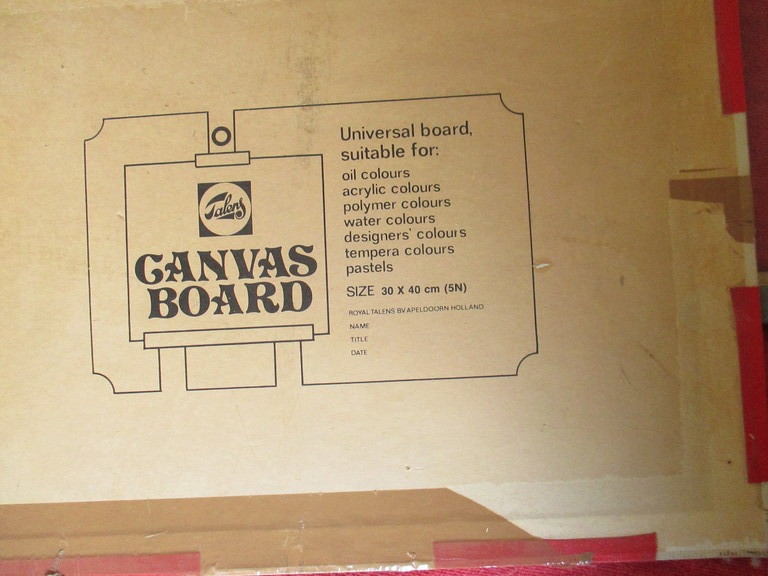 Talens
CANVAS
BOARD
Universal board,
suitable for:
oil colours
acrylic colours
polymer colours
water colours
designers' colours
tempera colours
pastels
SIZE 30 X 40 cm (5N)
ROYAL TALENS BV APELDOORN HOLLAND
NAME
TITLE
DATE